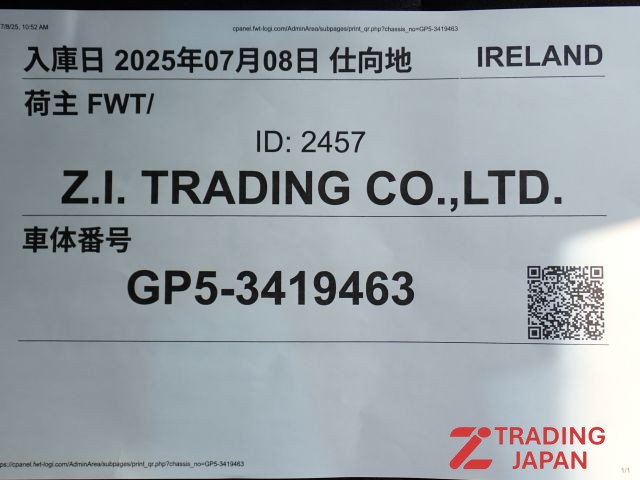 7/8/25, 10:52 AM cpanel.fwt-logi.com/AdminArea/subpages/print_qr.php?chassis_no=GP5-3419463
入庫日 2025年07月08日 仕向地 IRELAND
荷主 FWT/
ID: 2457
Z.I. TRADING CO.,LTD.
車体番号
GP5-3419463
TRADING
JAPAN
ps://cpanel.fwt-logi.com/AdminArea/subpages/print_qr.php?chassis_no=GP5-3419463 1/1